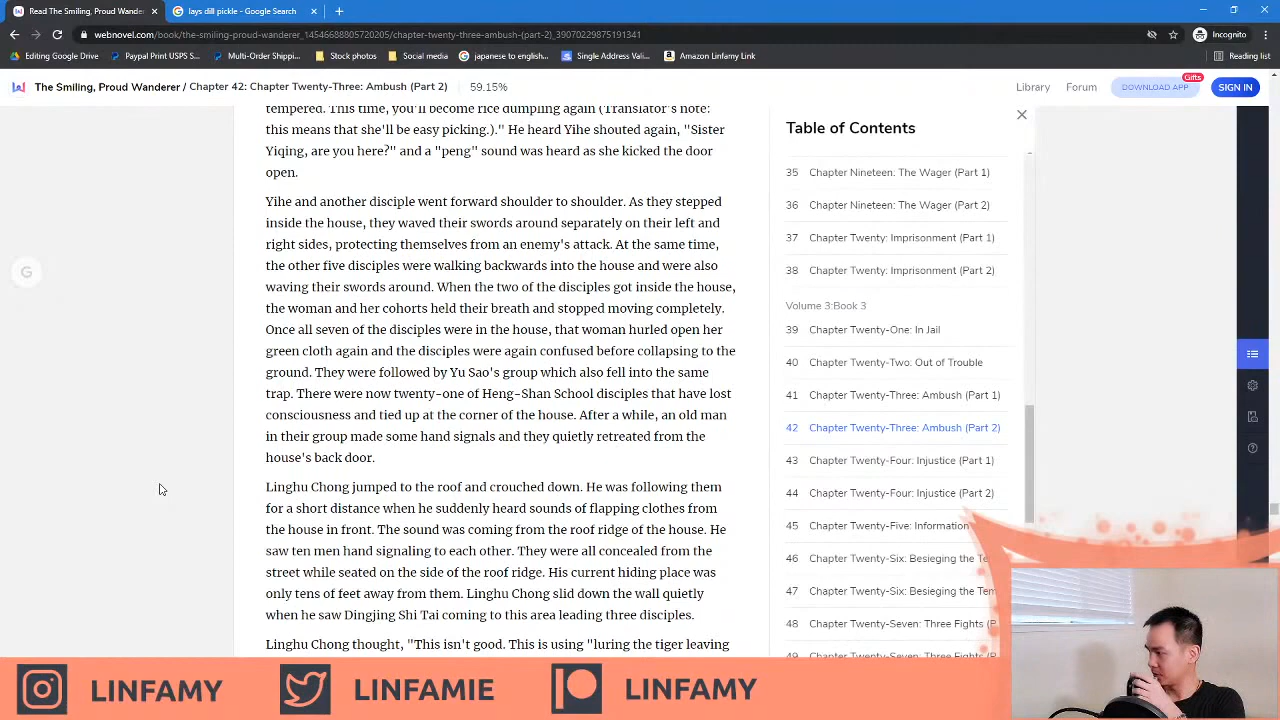 Read The Smiling, Proud Wander
lays dill pickle - Google Search
webnovel.com/book/the-smiling-proud-wanderer_14546688805720205/chapter-twenty-three-ambush-(part-2)_39070229875191341
Incognito
Editing Google Drive
Paypal Print USPS S...
Multi-Order Shippi...
Stock photos
Social media
japanese to english...
Single Address Vali...
Amazon Linfamy Link
Reading list
The Smiling, Proud Wanderer / Chapter 42: Chapter Twenty-Three: Ambush (Part 2)
59.15%
Library
Forum
DOWNLOAD APP
Gifts
SIGN IN
tempered. This time, you'll become rice dumpling again (Translator's note:
this means that she'll be easy picking.)." He heard Yihe shouted again, "Sister
Yiqing, are you here?" and a "peng" sound was heard as she kicked the door
open.
Yihe and another disciple went forward shoulder to shoulder. As they stepped
inside the house, they waved their swords around separately on their left and
right sides, protecting themselves from an enemy's attack. At the same time,
the other five disciples were walking backwards into the house and were also
waving their swords around. When the two of the disciples got inside the house,
the woman and her cohorts held their breath and stopped moving completely.
Once all seven of the disciples were in the house, that woman hurled open her
green cloth again and the disciples were again confused before collapsing to the
ground. They were followed by Yu Sao's group which also fell into the same
trap. There were now twenty-one of Heng-Shan School disciples that have lost
consciousness and tied up at the corner of the house. After a while, an old man
in their group made some hand signals and they quietly retreated from the
house's back door.
Linghu Chong jumped to the roof and crouched down. He was following them
for a short distance when he suddenly heard sounds of flapping clothes from
the house in front. The sound was coming from the roof ridge of the house. He
saw ten men hand signaling to each other. They were all concealed from the
street while seated on the side of the roof ridge. His current hiding place was
only tens of feet away from them. Linghu Chong slid down the wall quietly
when he saw Dingjing Shi Tai coming to this area leading three disciples.
Linghu Chong thought, "This isn't good. This is using "luring the tiger leaving
Table of Contents
35 Chapter Nineteen: The Wager (Part 1)
36 Chapter Nineteen: The Wager (Part 2)
37 Chapter Twenty: Imprisonment (Part 1)
38 Chapter Twenty: Imprisonment (Part 2)
Volume 3:Book 3
39 Chapter Twenty-One: In Jail
40 Chapter Twenty-Two: Out of Trouble
41 Chapter Twenty-Three: Ambush (Part 1)
42 Chapter Twenty-Three: Ambush (Part 2)
43 Chapter Twenty-Four: Injustice (Part 1)
44 Chapter Twenty-Four: Injustice (Part 2)
45 Chapter Twenty-Five: Information
46 Chapter Twenty-Six: Besieging the Te
47 Chapter Twenty-Six: Besieging the Tem
48 Chapter Twenty-Seven: Three Fights (P
49 Chapter Twenty-Seven: Three Fights (P
G
LINFAMY
LINFAMIE
LINFAMY